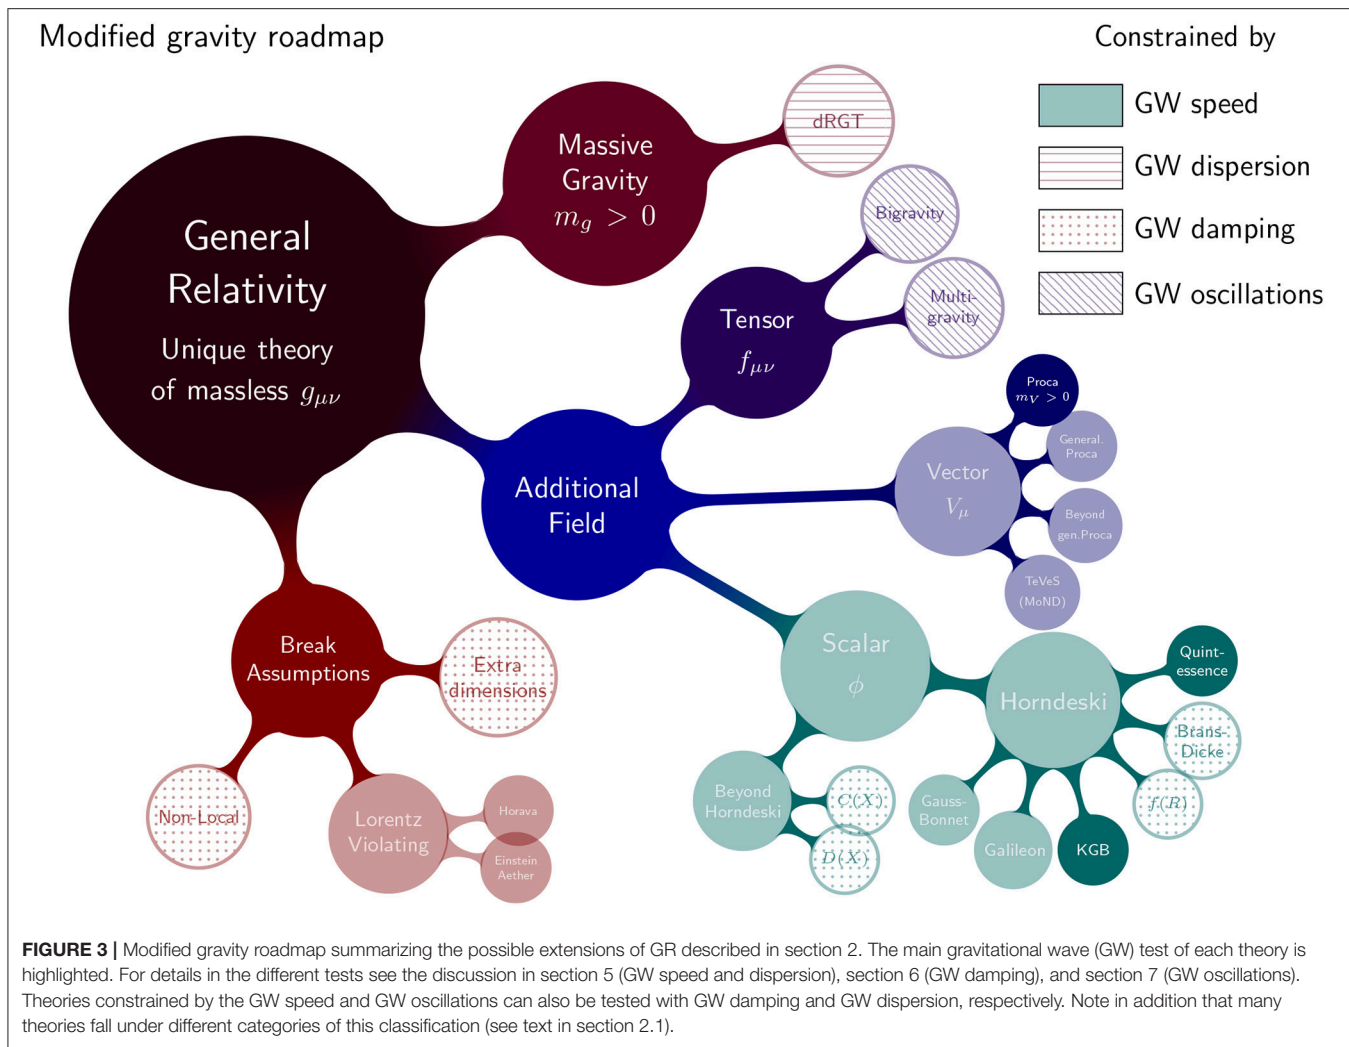 Modified gravity roadmap
Constrained by
GW speed
GW dispersion
GW damping
GW oscillations
General
Relativity
Unique theory
of massless gμν
Massive
Gravity
mg > 0
dRGT
Bigravity
Multi-
gravity
Tensor
fμν
Additional
Field
Vector
Vμ
Proca
mV > 0
General.
Proca
Beyond
gen.Proca
TeVeS
(MoND)
Scalar
ϕ
Horndeski
Quint-
essence
Brans-
Dicke
f(R)
KGB
Galileon
Gauss-
Bonnet
Beyond
Horndeski
C(X)
D(X)
Break
Assumptions
Extra
dimensions
Non-Local
Lorentz
Violating
Horava
Einstein
Aether
FIGURE 3 | Modified gravity roadmap summarizing the possible extensions of GR described in section 2. The main gravitational wave (GW) test of each theory is
highlighted. For details in the different tests see the discussion in section 5 (GW speed and dispersion), section 6 (GW damping), and section 7 (GW oscillations).
Theories constrained by the GW speed and GW oscillations can also be tested with GW damping and GW dispersion, respectively. Note in addition that many
theories fall under different categories of this classification (see text in section 2.1).